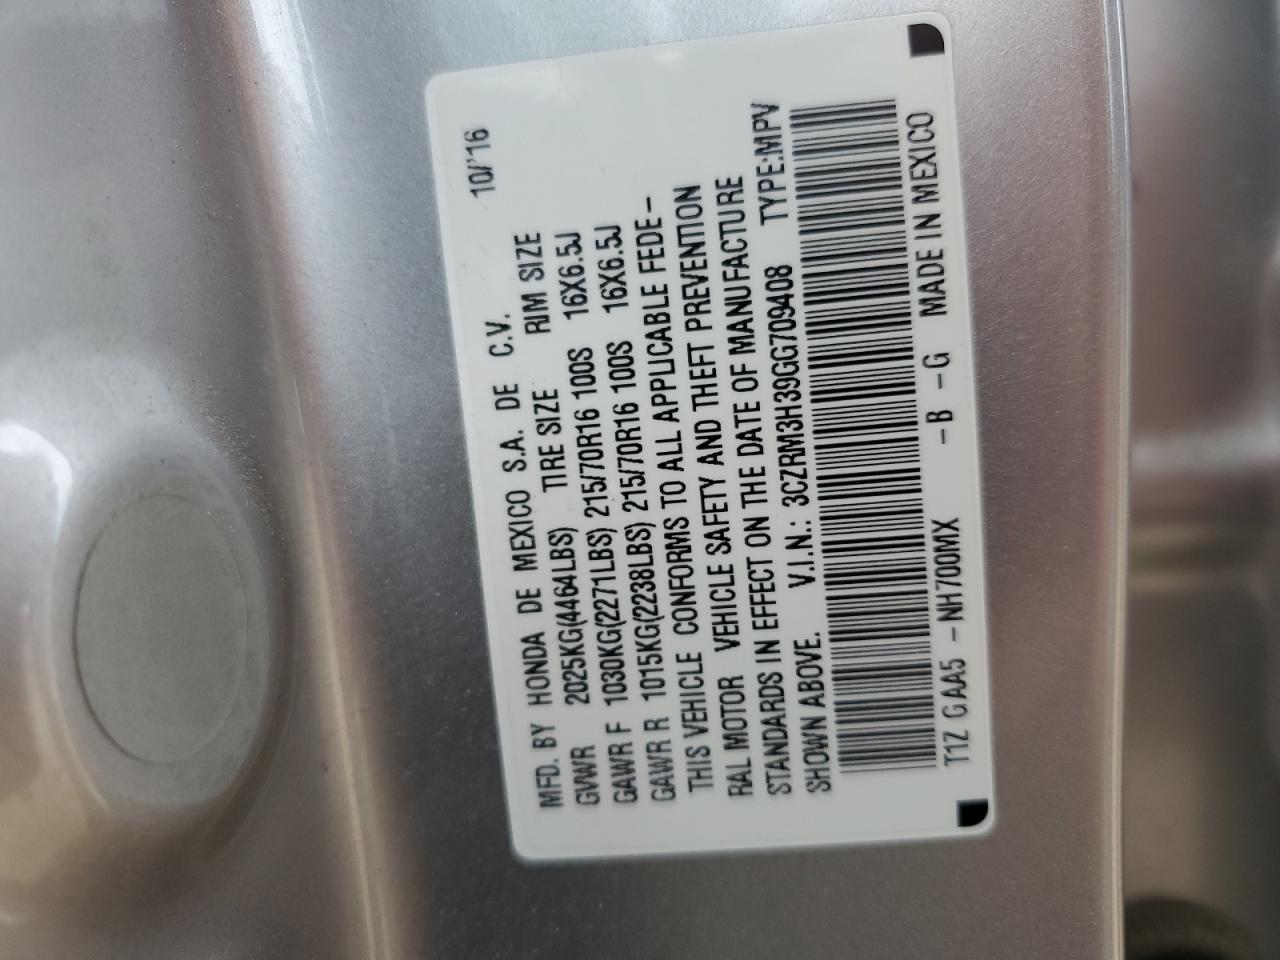 MFD. BY HONDA DE MEXICO S.A. DE C.V. 10/'16
GVWR 2025KG(4464LBS) TIRE SIZE RIM SIZE
GAWR F 1030KG(2271LBS) 215/70R16 100S 16X6.5J
GAWR R 1015KG(2238LBS) 215/70R16 100S 16X6.5J
THIS VEHICLE CONFORMS TO ALL APPLICABLE FEDE-
RAL MOTOR VEHICLE SAFETY AND THEFT PREVENTION
STANDARDS IN EFFECT ON THE DATE OF MANUFACTURE
SHOWN ABOVE. V.I.N.: 3CZRM3H39GG709408 TYPE:MPV
T1Z GAA5 -NH700MX -B -G MADE IN MEXICO